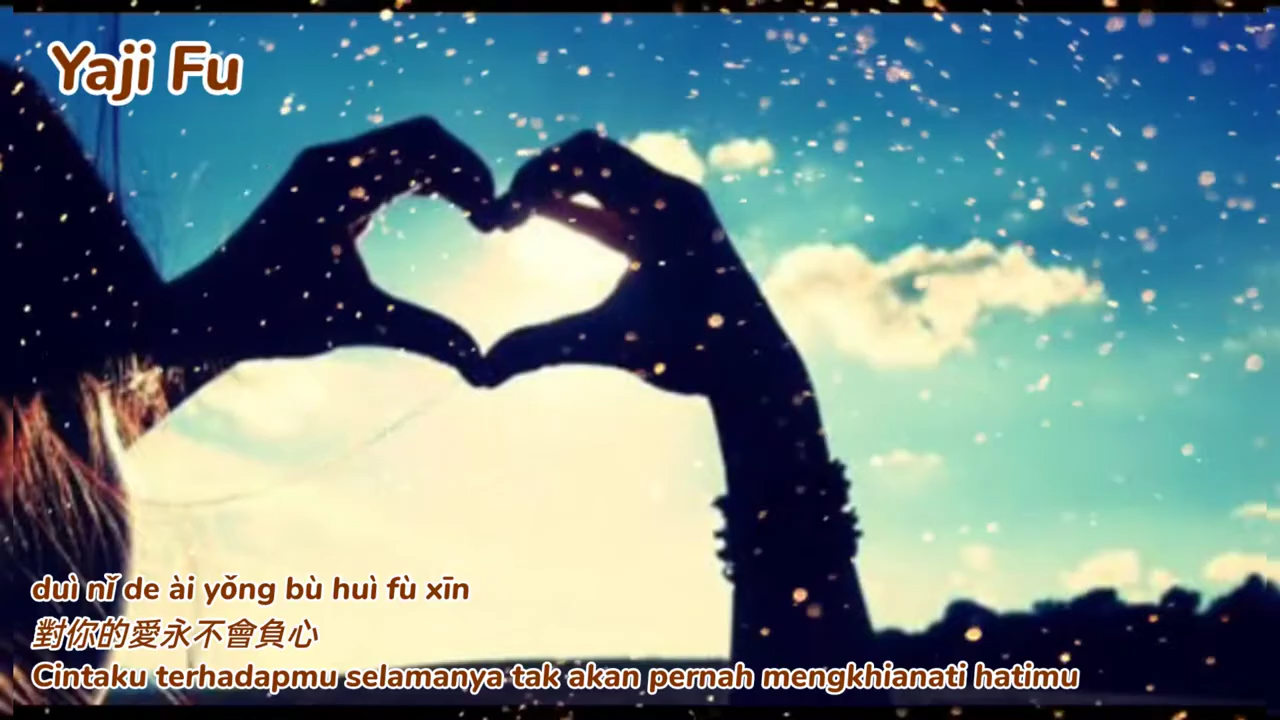 Yaji Fu
duì nǐ de ài yǒng bù huì fù xīn
對你的愛永不會負心
Cintaku terhadapmu selamanya tak akan pernah mengkhianati hatimu